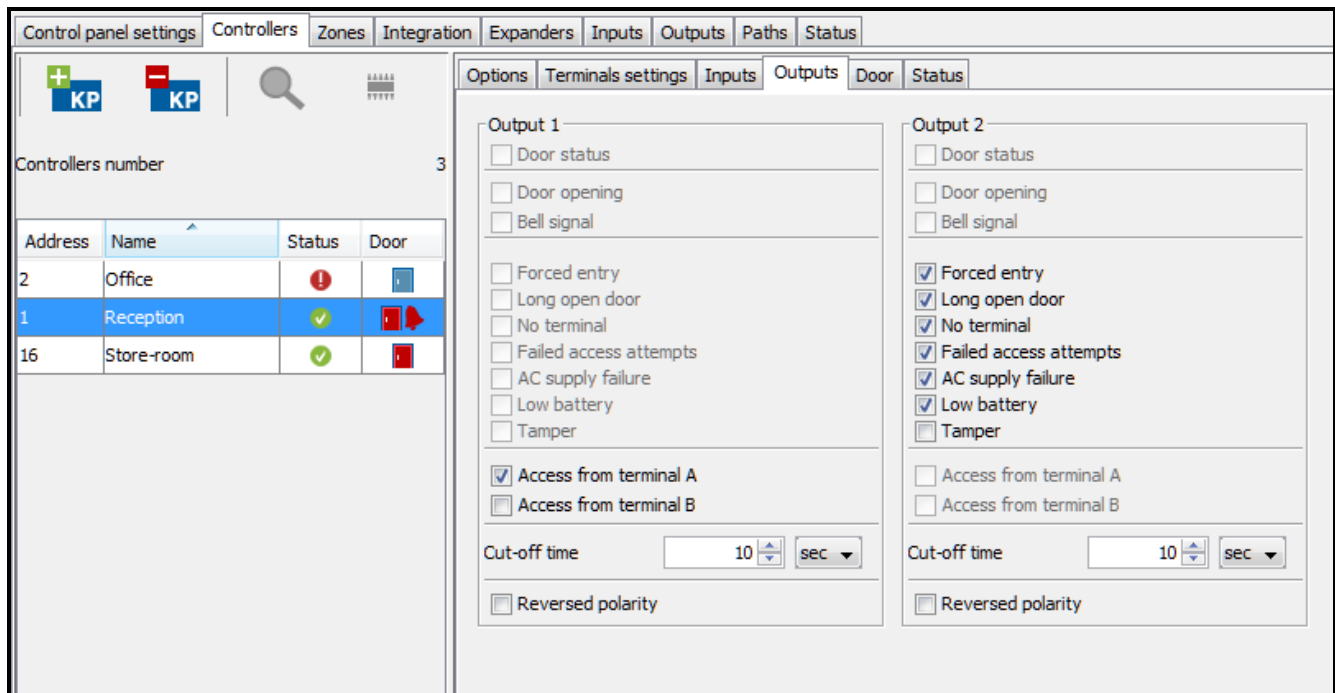 Control panel settings Controllers Zones Integration Expanders Inputs Outputs Paths Status
KP KP
Controllers number 3
Address Name Status Door
2 Office
1 Reception
16 Store-room
Options Terminals settings Inputs Outputs Door Status
Output 1
Door status
Door opening
Bell signal
Forced entry
Long open door
No terminal
Failed access attempts
AC supply failure
Low battery
Tamper
Access from terminal A
Access from terminal B
Cut-off time 10 sec
Reversed polarity
Output 2
Door status
Door opening
Bell signal
Forced entry
Long open door
No terminal
Failed access attempts
AC supply failure
Low battery
Tamper
Access from terminal A
Access from terminal B
Cut-off time 10 sec
Reversed polarity